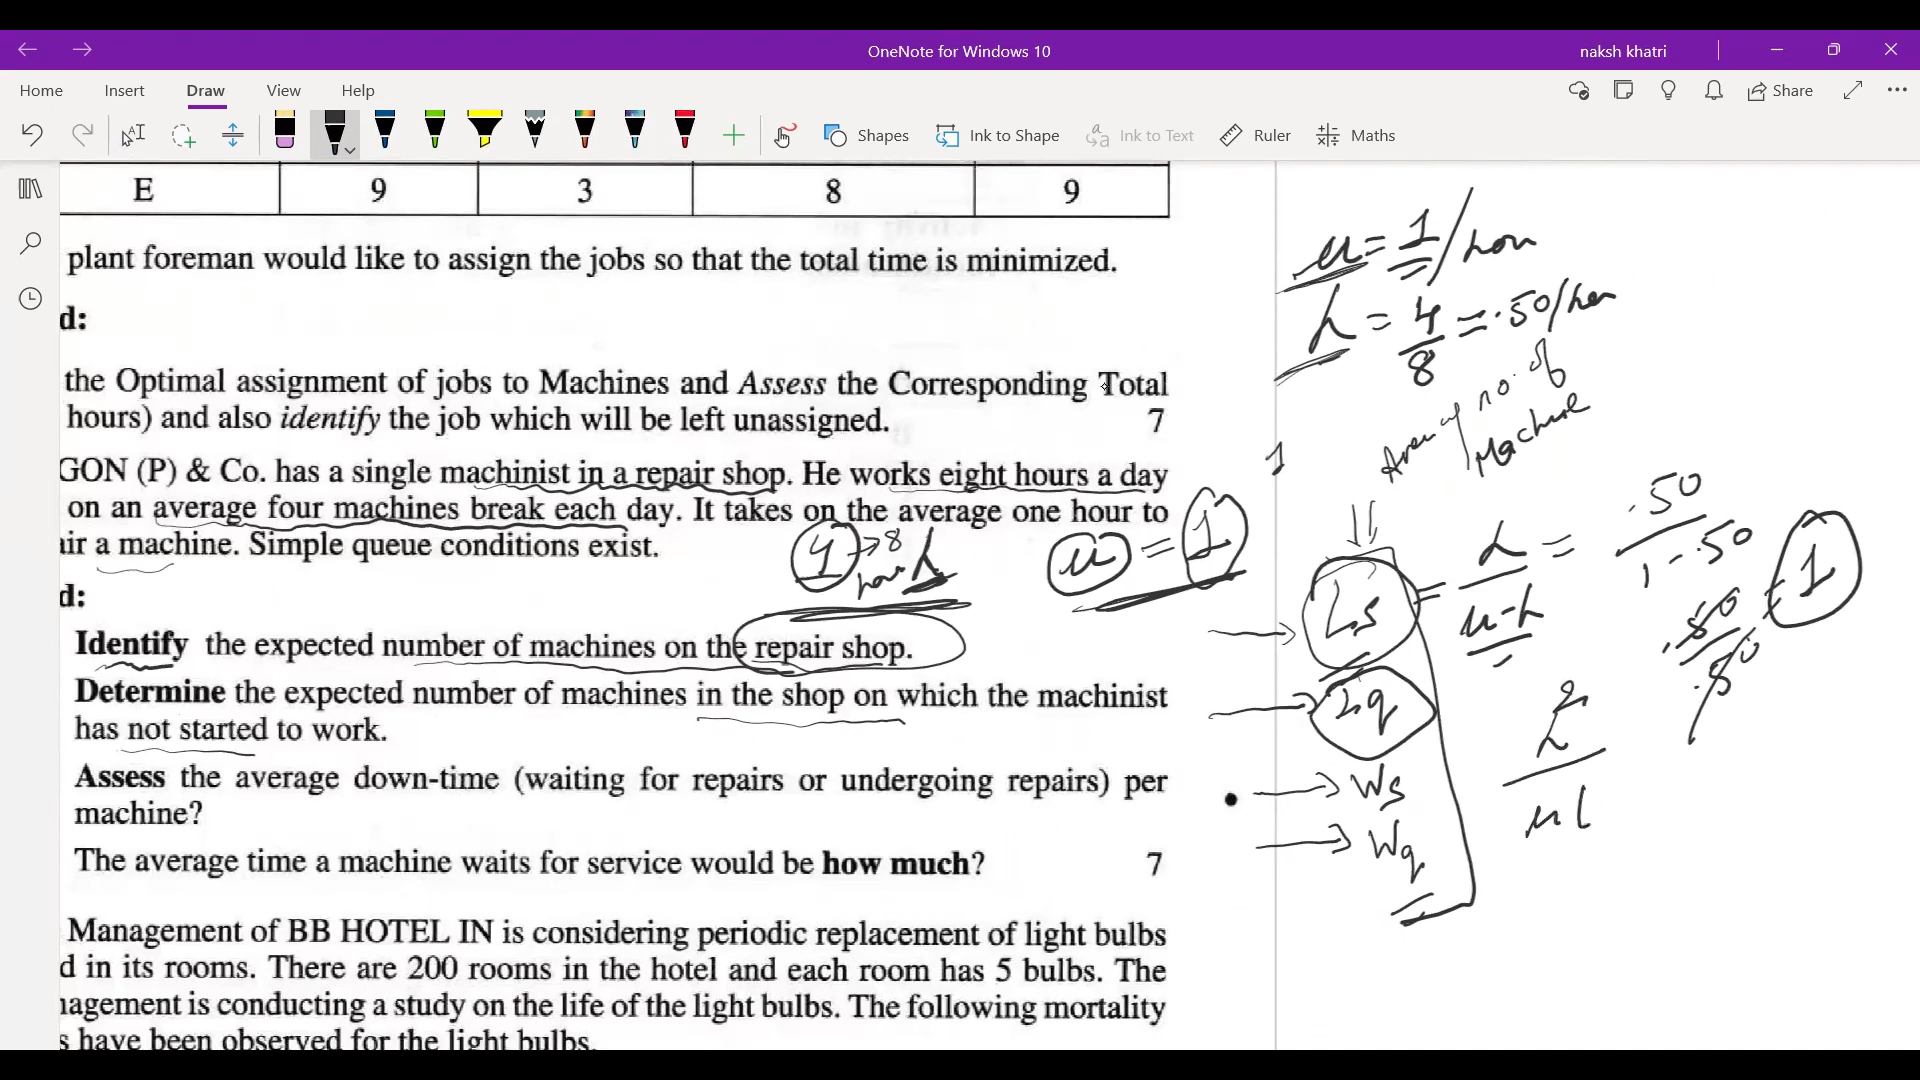 OneNote for Windows 10
naksh khatri
Home Insert Draw View Help
Share
Shapes Ink to Shape Ink to Text Ruler Maths
E 9 3 8 9
plant foreman would like to assign the jobs so that the total time is minimized.
d:
the Optimal assignment of jobs to Machines and Assess the Corresponding Total
hours) and also identify the job which will be left unassigned. 7
GON (P) & Co. has a single machinist in a repair shop. He works eight hours a day
on an average four machines break each day. It takes on the average one hour to
air a machine. Simple queue conditions exist.
d:
Identify the expected number of machines on the repair shop.
Determine the expected number of machines in the shop on which the machinist
has not started to work.
Assess the average down-time (waiting for repairs or undergoing repairs) per
machine?
The average time a machine waits for service would be how much? 7
Management of BB HOTEL IN is considering periodic replacement of light bulbs
d in its rooms. There are 200 rooms in the hotel and each room has 5 bulbs. The
nagement is conducting a study on the life of the light bulbs. The following mortality
s have been observed for the light bulbs.
4 → 8 λ
μ = 1
μ = 1/hour
λ = 4/8 = .50/
no. of
Machine
1
Ls = λ/(μ-λ) = .50/(1-.50)
.50/.50 = 1
Lq λ²/μ(
Ws
Wq